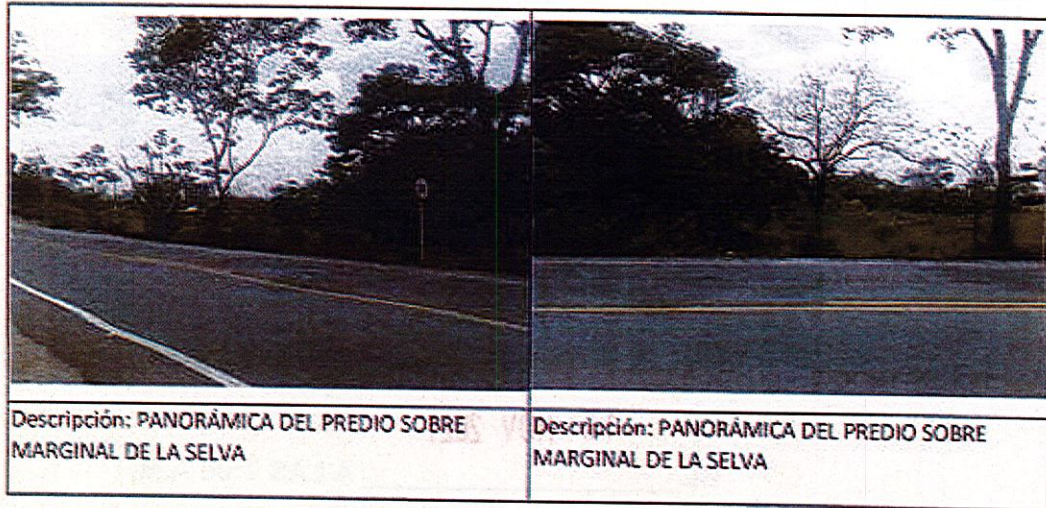 Descripción: PANORÁMICA DEL PREDIO SOBRE
MARGINAL DE LA SELVA
Descripción: PANORÁMICA DEL PREDIO SOBRE
MARGINAL DE LA SELVA